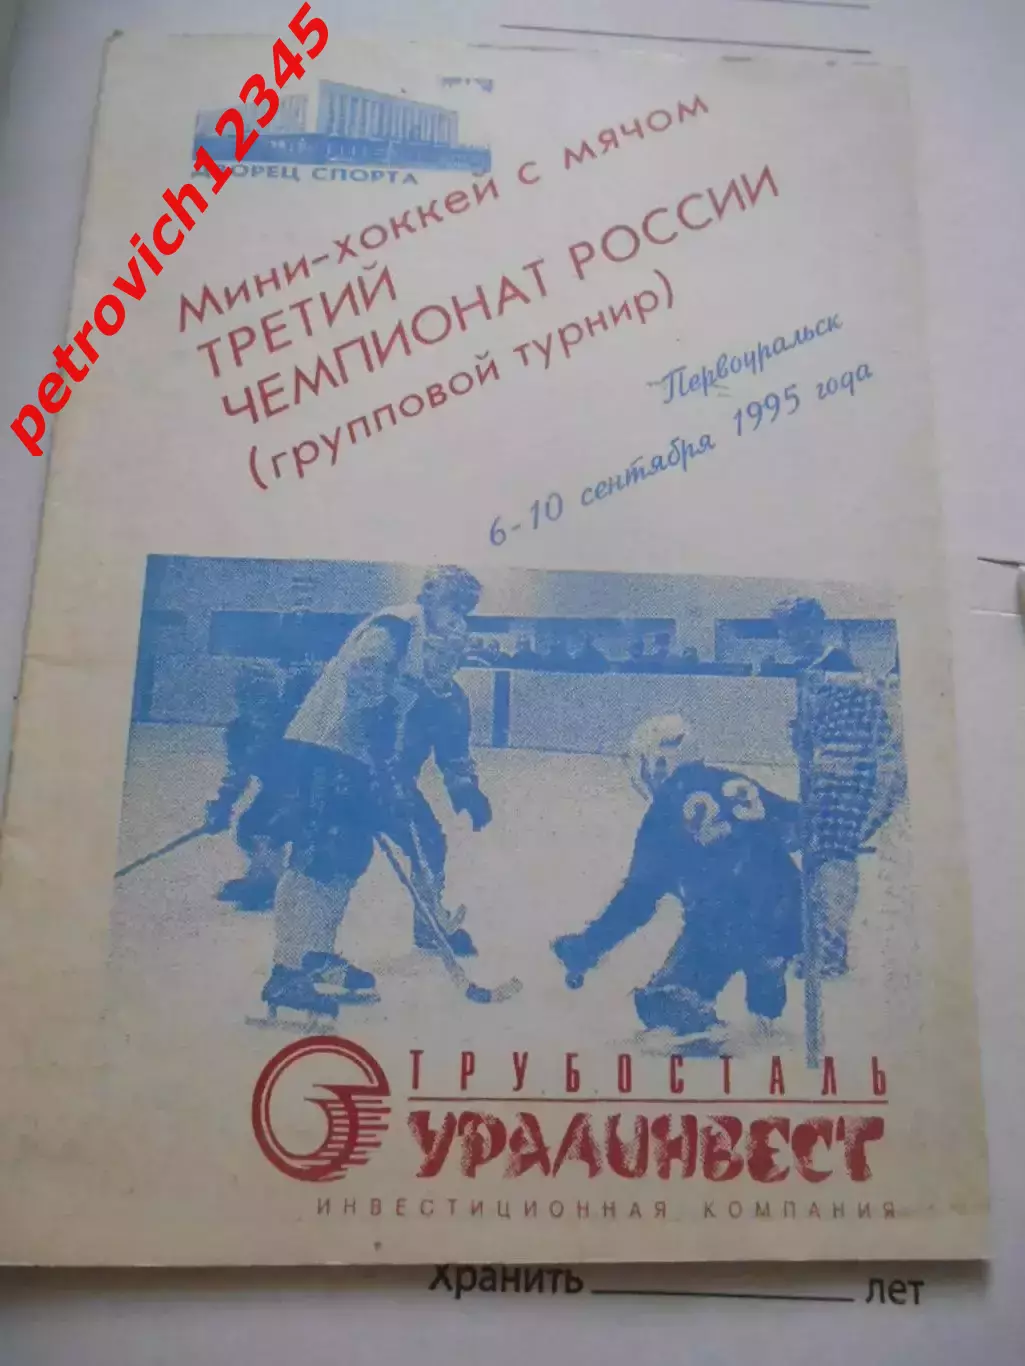 petrovich12345
ДВОРЕЦ СПОРТА
Мини-хоккей с мячом
ТРЕТИЙ
ЧЕМПИОНАТ РОССИИ
(групповой турнир)
Первоуральск
6-10 сентября 1995 года
23
ТРУБОСТАЛЬ
УРАЛИНВЕСТ
ИНВЕСТИЦИОННАЯ КОМПАНИЯ
хранить лет